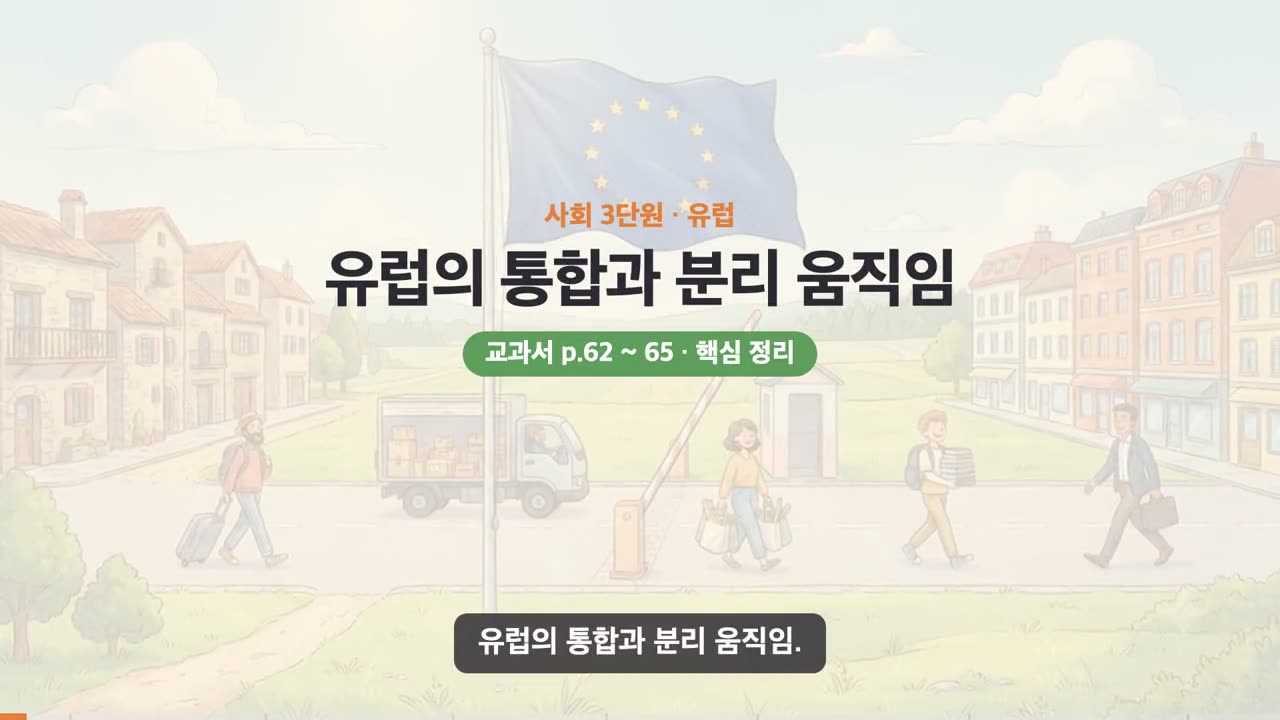 사회 3단원 · 유럽
유럽의 통합과 분리 움직임
교과서 p.62 ~ 65 · 핵심 정리
유럽의 통합과 분리 움직임.